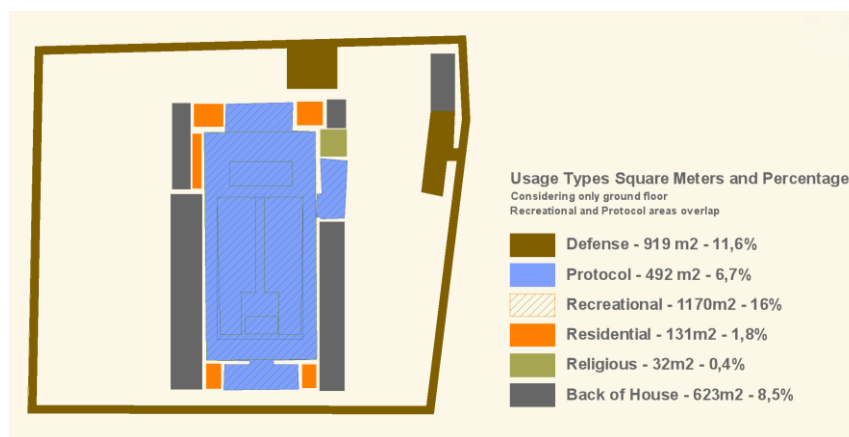 Usage Types Square Meters and Percentage
Considering only ground floor
Recreational and Protocol areas overlap
Defense - 919 m2 - 11,6%
Protocol - 492 m2 - 6,7%
Recreational - 1170m2 - 16%
Residential - 131m2 - 1,8%
Religious - 32m2 - 0,4%
Back of House - 623m2 - 8,5%